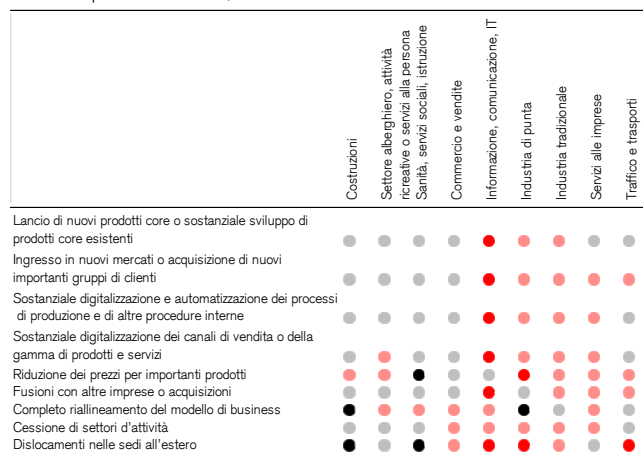 Costruzioni
Settore alberghiero, attività
ricreative o servizi alla persona
Sanità, servizi sociali, istruzione
Commercio e vendite
Informazione, comunicazione, IT
Industria di punta
Industria tradizionale
Servizi alle imprese
Traffico e trasporti
Lancio di nuovi prodotti core o sostanziale sviluppo di
prodotti core esistenti
Ingresso in nuovi mercati o acquisizione di nuovi
importanti gruppi di clienti
Sostanziale digitalizzazione e automatizzazione dei processi
di produzione e di altre procedure interne
Sostanziale digitalizzazione dei canali di vendita o della
gamma di prodotti e servizi
Riduzione dei prezzi per importanti prodotti
Fusioni con altre imprese o acquisizioni
Completo riallineamento del modello di business
Cessione di settori d'attività
Dislocamenti nelle sedi all'estero